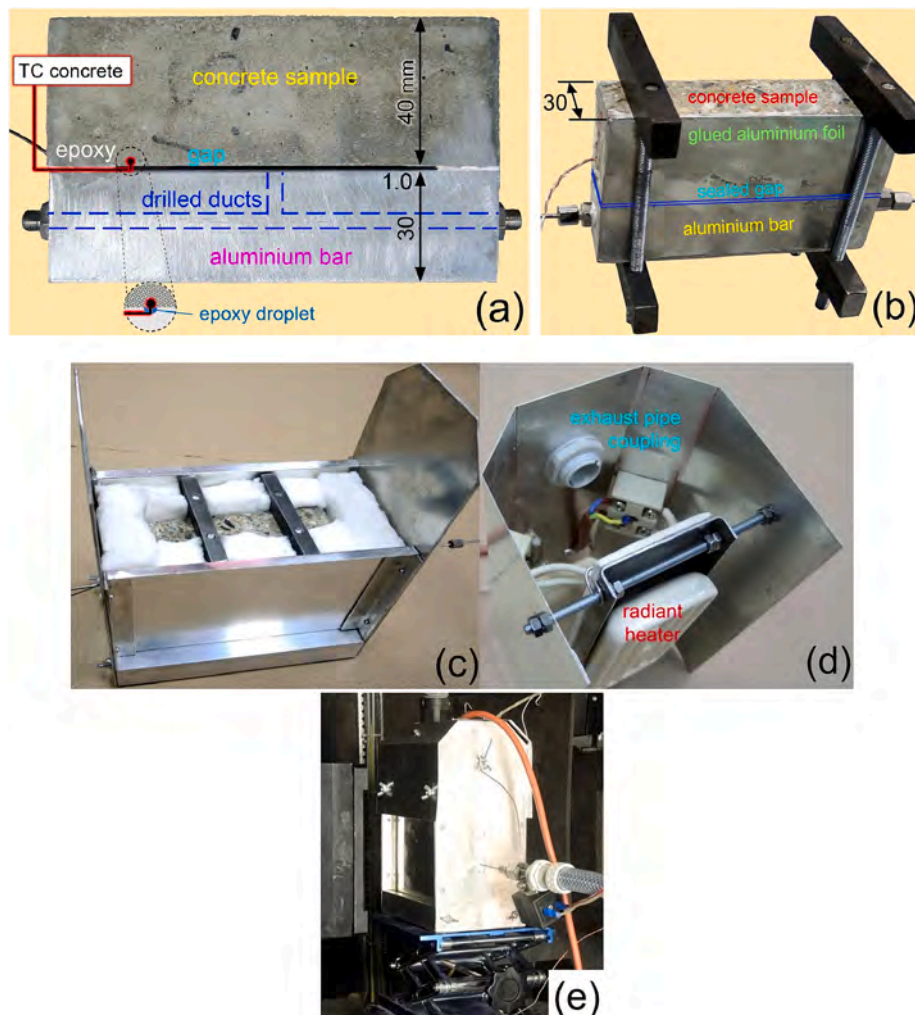 TC concrete
concrete sample
40 mm
epoxy
gap
1.0
drilled ducts
30
aluminium bar
epoxy droplet
(a)
30
concrete sample
glued aluminium foil
sealed gap
aluminium bar
(b)
(c)
exhaust pipe
coupling
radiant
heater
(d)
(e)